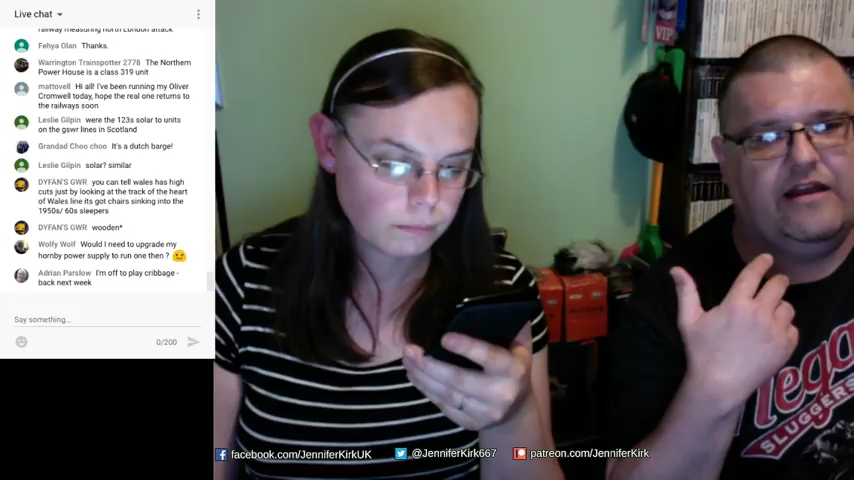 Live chat
railway measuring north London attack
Fehya Olan Thanks.
Warrington Trainspotter 2778 The Northern
Power House is a class 319 unit
mattovell Hi all! I've been running my Oliver
Cromwell today, hope the real one returns to
the railways soon
Leslie Gilpin were the 123s solar to units
on the gswr lines in Scotland
Grandad Choo choo It's a dutch barge!
Leslie Gilpin solar? similar
DYFAN'S GWR you can tell wales has high
cuts just by looking at the track of the heart
of Wales line its got chairs sinking into the
1950s/ 60s sleepers
DYFAN'S GWR wooden*
Wolfy Wolf Would I need to upgrade my
hornby power supply to run one then ? 😉
Adrian Parslow I'm off to play cribbage -
back next week
Say something...
0/200
VIP
SLUGGERS
facebook.com/JenniferKirkUK
@JenniferKirk667
patreon.com/JenniferKirk